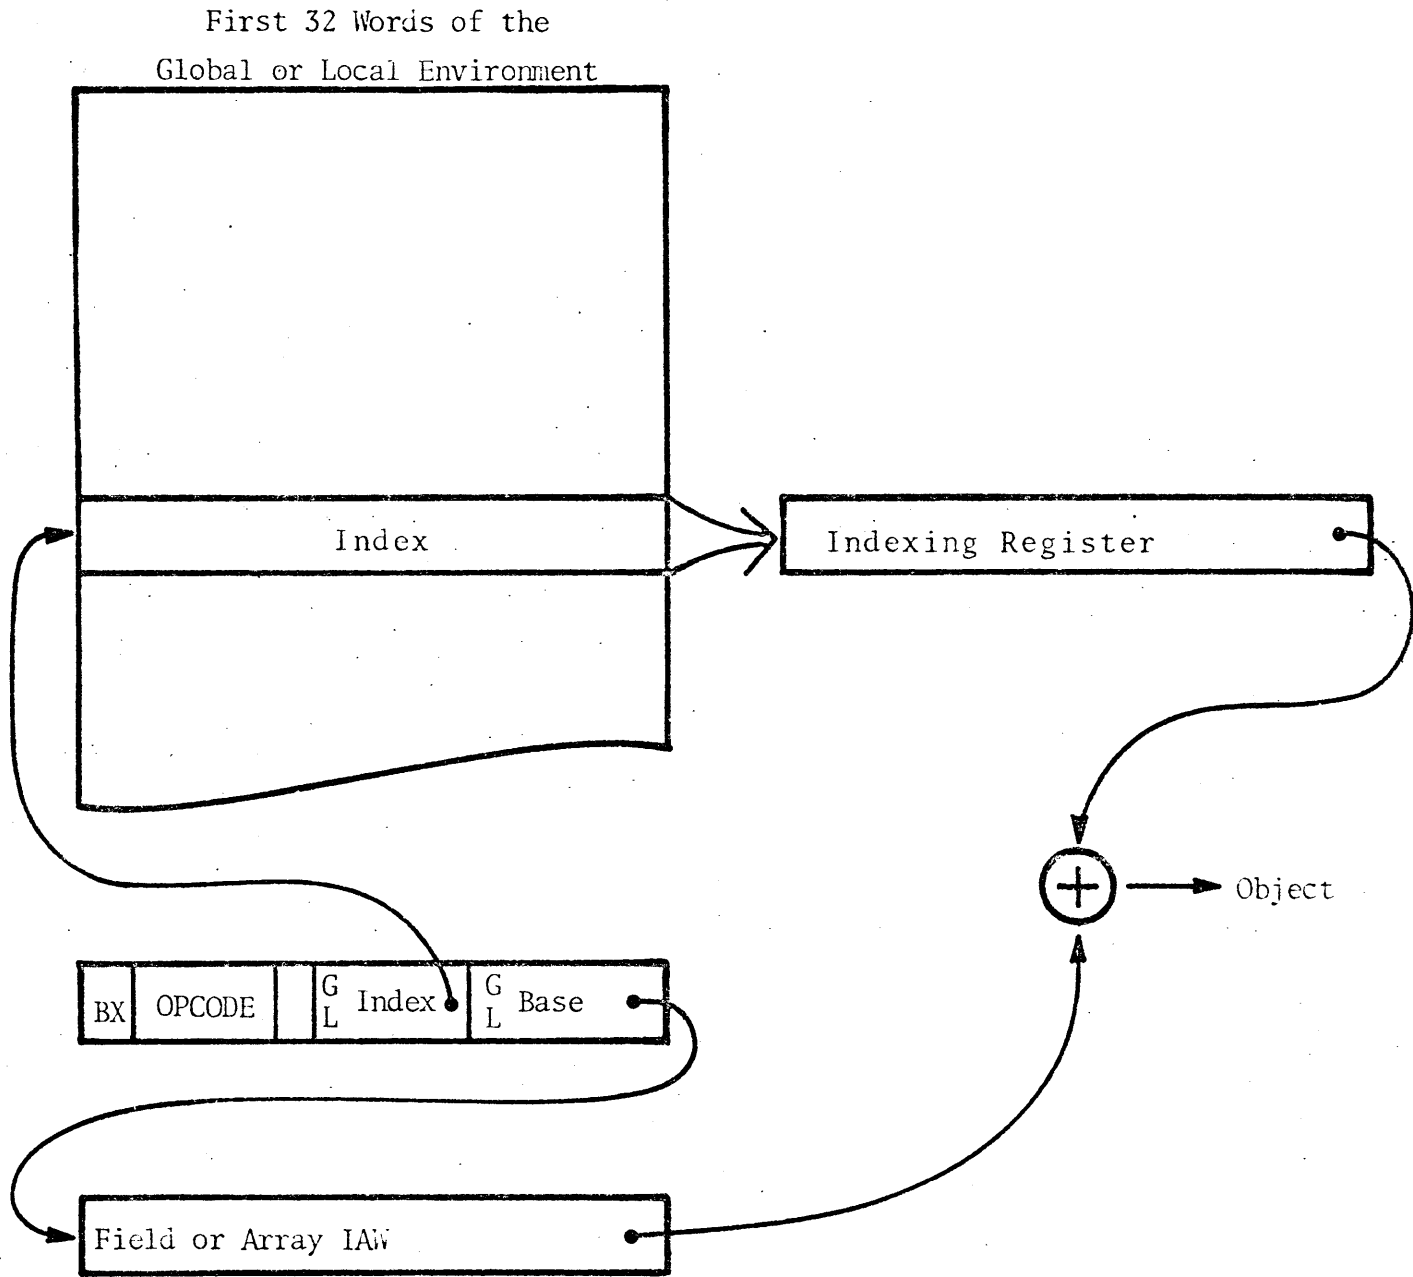 First 32 Words of the
Global or Local Environment
Index
Indexing Register
Object
BX OPCODE G L Index G L Base
Field or Array IAW